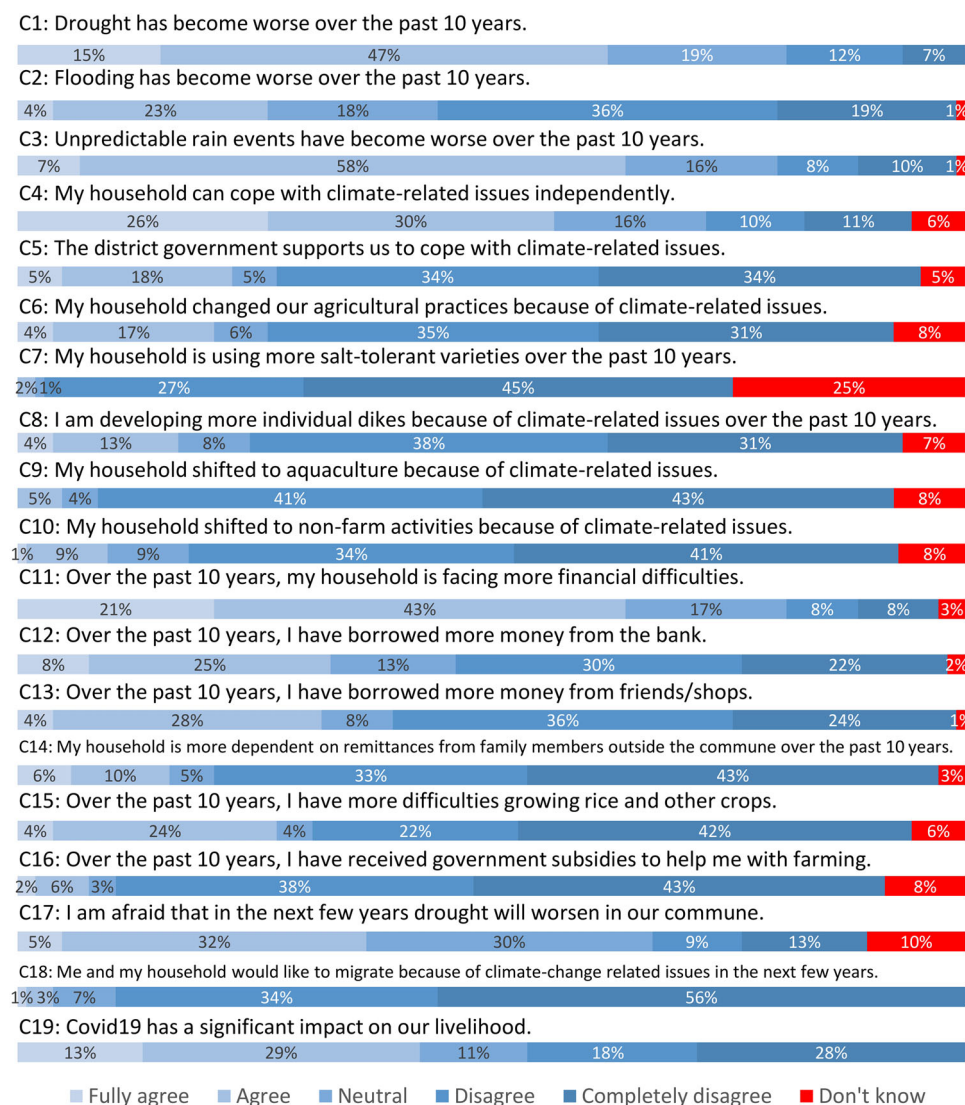 C1: Drought has become worse over the past 10 years.
15% 47% 19% 12% 7%
C2: Flooding has become worse over the past 10 years.
4% 23% 18% 36% 19% 1%
C3: Unpredictable rain events have become worse over the past 10 years.
7% 58% 16% 8% 10% 1%
C4: My household can cope with climate-related issues independently.
26% 30% 16% 10% 11% 6%
C5: The district government supports us to cope with climate-related issues.
5% 18% 5% 34% 34% 5%
C6: My household changed our agricultural practices because of climate-related issues.
4% 17% 6% 35% 31% 8%
C7: My household is using more salt-tolerant varieties over the past 10 years.
2% 1% 27% 45% 25%
C8: I am developing more individual dikes because of climate-related issues over the past 10 years.
4% 13% 8% 38% 31% 7%
C9: My household shifted to aquaculture because of climate-related issues.
5% 4% 41% 43% 8%
C10: My household shifted to non-farm activities because of climate-related issues.
1% 9% 9% 34% 41% 8%
C11: Over the past 10 years, my household is facing more financial difficulties.
21% 43% 17% 8% 8% 3%
C12: Over the past 10 years, I have borrowed more money from the bank.
8% 25% 13% 30% 22% 2%
C13: Over the past 10 years, I have borrowed more money from friends/shops.
4% 28% 8% 36% 24% 1%
C14: My household is more dependent on remittances from family members outside the commune over the past 10 years.
6% 10% 5% 33% 43% 3%
C15: Over the past 10 years, I have more difficulties growing rice and other crops.
4% 24% 4% 22% 42% 6%
C16: Over the past 10 years, I have received government subsidies to help me with farming.
2% 6% 3% 38% 43% 8%
C17: I am afraid that in the next few years drought will worsen in our commune.
5% 32% 30% 9% 13% 10%
C18: Me and my household would like to migrate because of climate-change related issues in the next few years.
1% 3% 7% 34% 56%
C19: Covid19 has a significant impact on our livelihood.
13% 29% 11% 18% 28%
Fully agree Agree Neutral Disagree Completely disagree Don't know